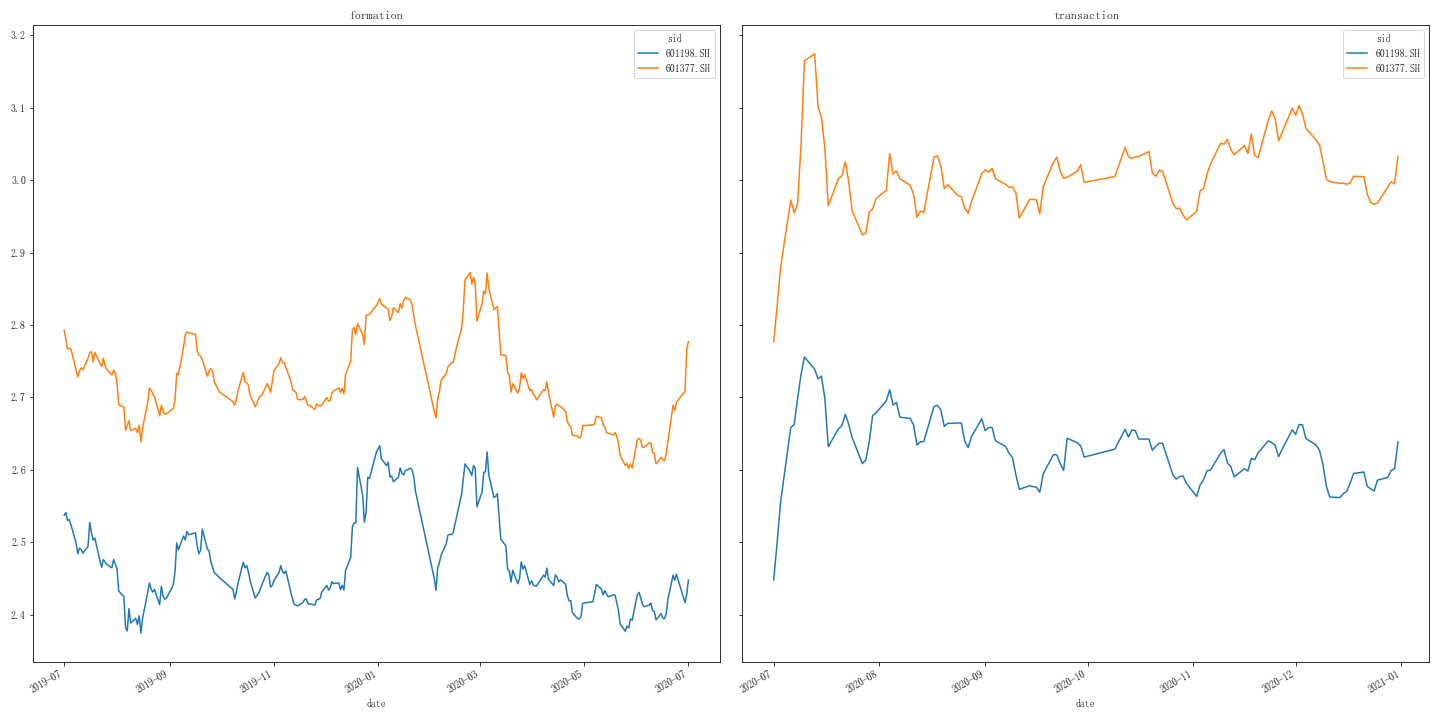 formation
sid
601198.SH
601377.SH
3.2
3.1
3.0
2.9
2.8
2.7
2.6
2.5
2.4
2019-07
2019-09
2019-11
2020-01
2020-03
2020-05
2020-07
date
transaction
sid
601198.SH
601377.SH
2020-07
2020-08
2020-09
2020-10
2020-11
2020-12
2021-01
date